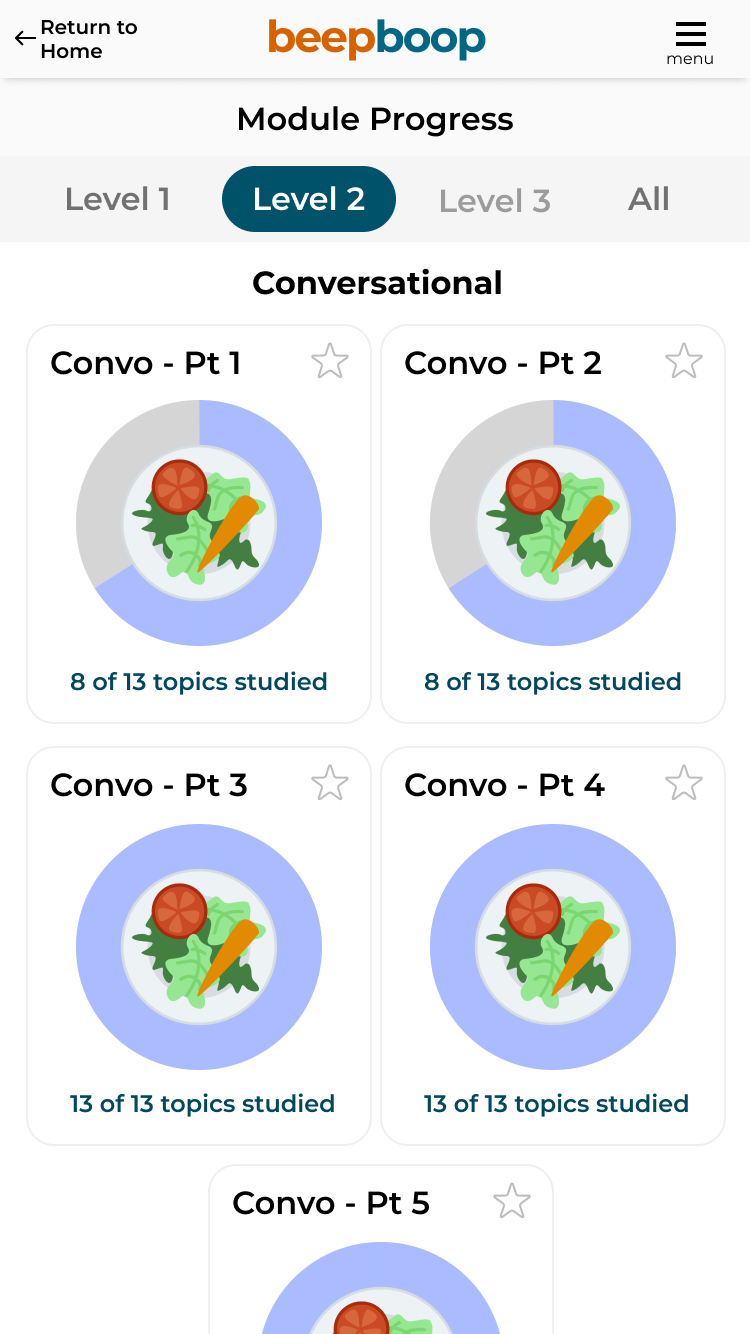 Return to
Home
beepboop
menu
Module Progress
Level 1
Level 2
Level 3
All
Conversational
Convo - Pt 1
Convo - Pt 2
8 of 13 topics studied
8 of 13 topics studied
Convo - Pt 3
Convo - Pt 4
13 of 13 topics studied
13 of 13 topics studied
Convo - Pt 5